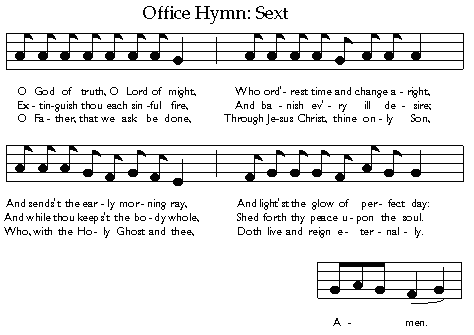 Office Hymn: Sext
O God of truth, O Lord of might, Who ord'- rest time and change a - right,
Ex - tin-guish thou each sin - ful fire, And ba - nish ev' - ry ill de - sire;
O Fa - ther, that we ask be done, Through Je-sus Christ, thine on - ly Son,
And sends't the ear - ly mor - ning ray, And light'st the glow of per - fect day:
And while thou keeps't the bo - dy whole, Shed forth thy peace u - pon the soul.
Who, with the Ho - ly Ghost and thee, Doth live and reign e - ter - nal - ly.
A - men.